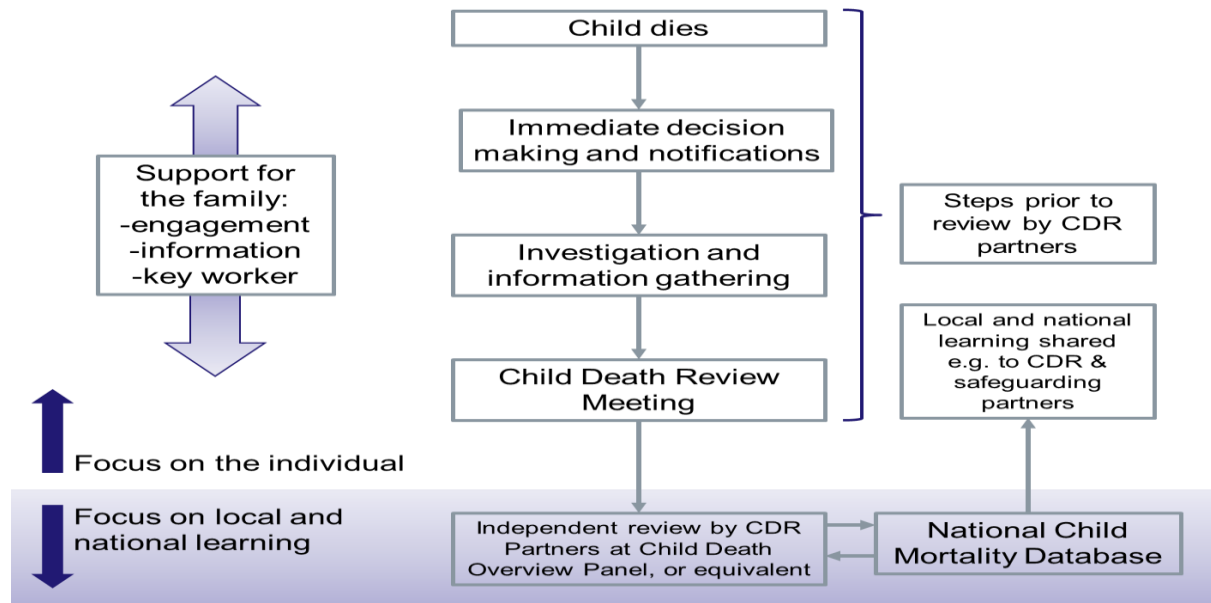 Child dies
Immediate decision
making and notifications
Support for
the family:
-engagement
-information
-key worker
Steps prior to
review by CDR
partners
Investigation and
information gathering
Local and national
learning shared
e.g. to CDR &
safeguarding
partners
Child Death Review
Meeting
Focus on the individual
Focus on local and
national learning
Independent review by CDR
Partners at Child Death
Overview Panel, or equivalent
National Child
Mortality Database